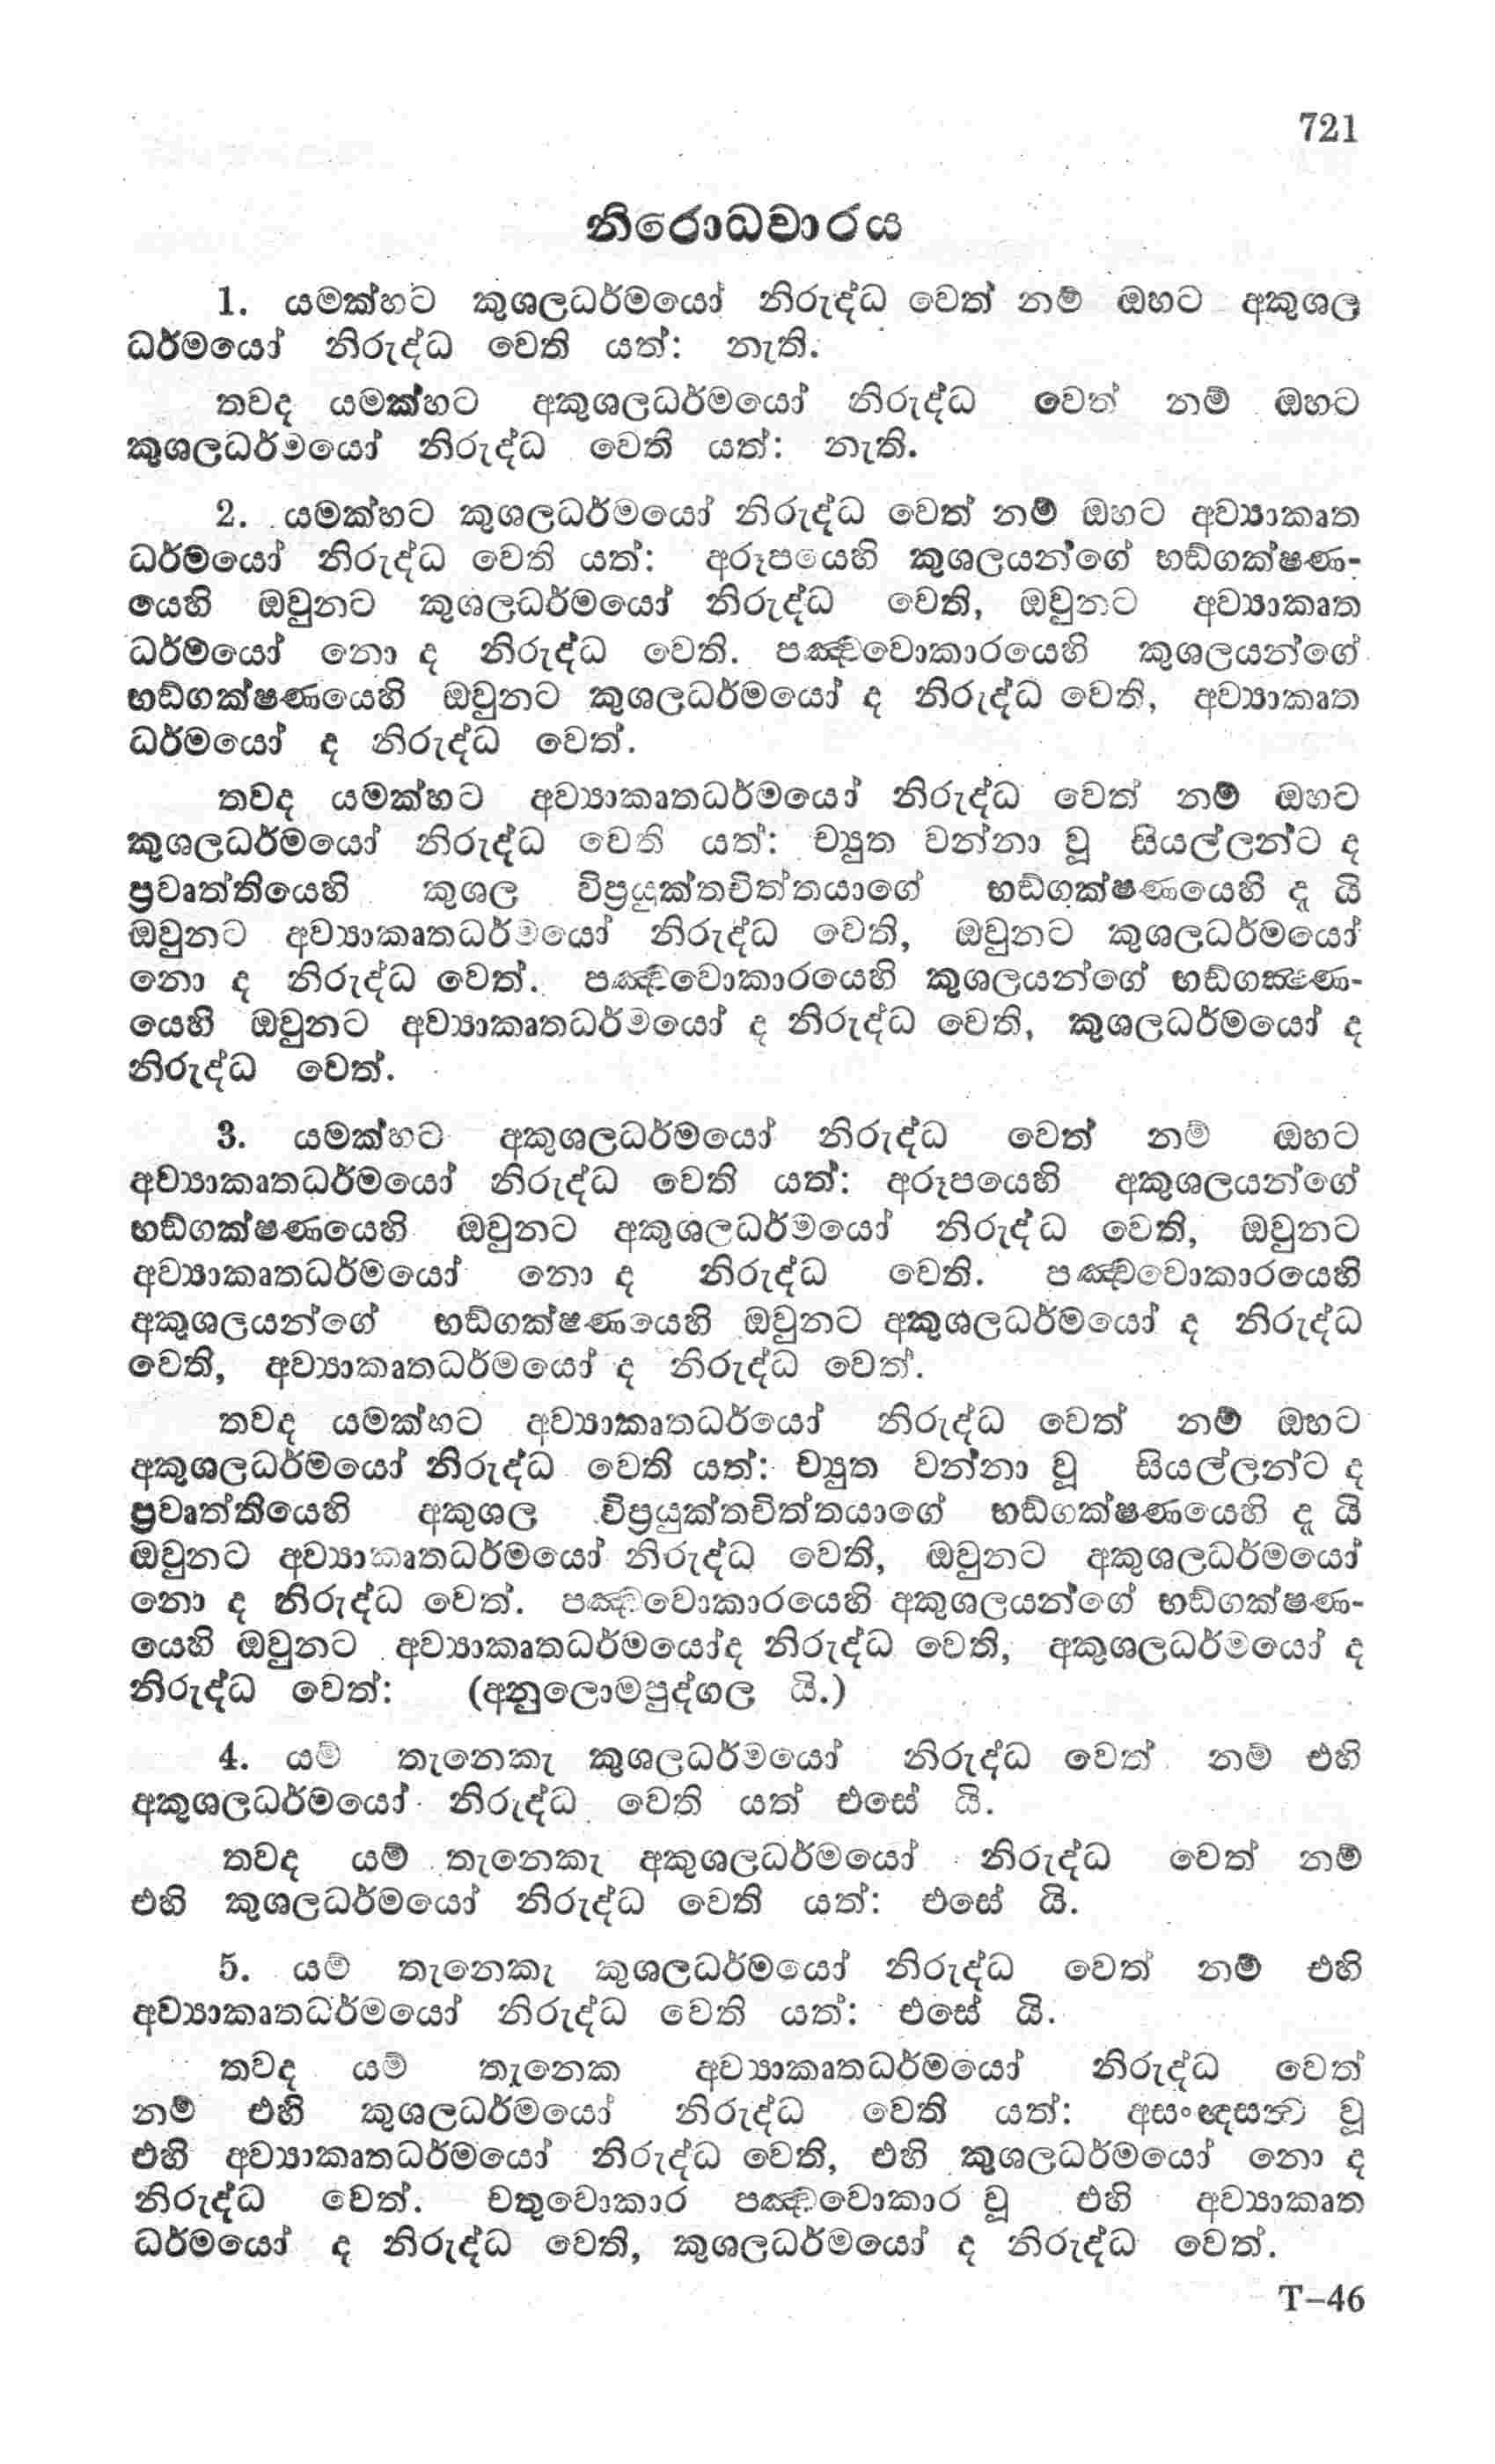 721
නිරොධවාරය
1. යමක්හට කුශලධර්මයෝ නිරුද්ධ වෙත් නම් ඔහට අකුශල
ධර්මයෝ නිරුද්ධ වෙති යත්: නැති.
තවද යමක්හට අකුශලධර්මයෝ නිරුද්ධ වෙත් නම් ඔහට
කුශලධර්මයෝ නිරුද්ධ වෙති යත්: නැති.
2. යමක්හට කුශලධර්මයෝ නිරුද්ධ වෙත් නම් ඔහට අව්‍යාකෘත
ධර්මයෝ නිරුද්ධ වෙති යත්: අරූපයෙහි කුශලයන්ගේ භඞ්ගක්ෂණ-
යෙහි ඔවුනට කුශලධර්මයෝ නිරුද්ධ වෙති, ඔවුනට අව්‍යාකෘත
ධර්මයෝ නො ද නිරුද්ධ වෙති. පඤ්චවොකාරයෙහි කුශලයන්ගේ
භඞ්ගක්ෂණයෙහි ඔවුනට කුශලධර්මයෝ ද නිරුද්ධ වෙති, අව්‍යාකෘත
ධර්මයෝ ද නිරුද්ධ වෙත්.
තවද යමක්හට අව්‍යාකෘතධර්මයෝ නිරුද්ධ වෙත් නම් ඔහට
කුශලධර්මයෝ නිරුද්ධ වෙති යත්: ච්‍යුත වන්නා වූ සියල්ලන්ට ද
ප්‍රවෘත්තියෙහි කුශල විප්‍රයුක්තචිත්තයාගේ භඞ්ගක්ෂණයෙහි දූ යි
ඔවුනට අව්‍යාකෘතධර්මයෝ නිරුද්ධ වෙති, ඔවුනට කුශලධර්මයෝ
නො ද නිරුද්ධ වෙත්. පඤ්චවොකාරයෙහි කුශලයන්ගේ භඞ්ගක්ෂණ-
යෙහි ඔවුනට අව්‍යාකෘතධර්මයෝ ද නිරුද්ධ වෙති, කුශලධර්මයෝ ද
නිරුද්ධ වෙත්.
3. යමක්හට අකුශලධර්මයෝ නිරුද්ධ වෙත් නම් ඔහට
අව්‍යාකෘතධර්මයෝ නිරුද්ධ වෙති යත්: අරූපයෙහි අකුශලයන්ගේ
භඞ්ගක්ෂණයෙහි ඔවුනට අකුශලධර්මයෝ නිරුද්ධ වෙති, ඔවුනට
අව්‍යාකෘතධර්මයෝ නො ද නිරුද්ධ වෙති. පඤ්චවොකාරයෙහි
අකුශලයන්ගේ භඞ්ගක්ෂණයෙහි ඔවුනට අකුශලධර්මයෝ ද නිරුද්ධ
වෙති, අව්‍යාකෘතධර්මයෝ ද නිරුද්ධ වෙත්.
තවද යමක්හට අව්‍යාකෘතධර්යෝ නිරුද්ධ වෙත් නම් ඔහට
අකුශලධර්මයෝ නිරුද්ධ වෙති යත්: ච්‍යුත වන්නා වූ සියල්ලන්ට ද
ප්‍රවෘත්තියෙහි අකුශල විප්‍රයුක්තචිත්තයාගේ භඞ්ගක්ෂණයෙහි දූ යි
ඔවුනට අව්‍යාකෘතධර්මයෝ නිරුද්ධ වෙති, ඔවුනට අකුශලධර්මයෝ
නො ද නිරුද්ධ වෙත්. පඤ්චවොකාරයෙහි අකුශලයන්ගේ භඞ්ගක්ෂණ-
යෙහි ඔවුනට අව්‍යාකෘතධර්මයෝද නිරුද්ධ වෙති, අකුශලධර්මයෝ ද
නිරුද්ධ වෙත්: (අනුලොමපුද්ගල යි.)
4. යම් තැනෙකැ කුශලධර්මයෝ නිරුද්ධ වෙත් නම් එහි
අකුශලධර්මයෝ නිරුද්ධ වෙති යත් එසේ යි.
තවද යම් තැනෙකැ අකුශලධර්මයෝ නිරුද්ධ වෙත් නම්
එහි කුශලධර්මයෝ නිරුද්ධ වෙති යත්: එසේ යි.
5. යම් තැනෙකැ කුශලධර්මයෝ නිරුද්ධ වෙත් නම් එහි
අව්‍යාකෘතධර්මයෝ නිරුද්ධ වෙති යත්: එසේ යි.
තවද යම් තැනෙක අව්‍යාකෘතධර්මයෝ නිරුද්ධ වෙත්
නම් එහි කුශලධර්මයෝ නිරුද්ධ වෙති යත්: අසංඥසත්ව වූ
එහි අව්‍යාකෘතධර්මයෝ නිරුද්ධ වෙති, එහි කුශලධර්මයෝ නො ද
නිරුද්ධ වෙත්. චතුවොකාර පඤ්චවොකාර වූ එහි අව්‍යාකෘත
ධර්මයෝ ද නිරුද්ධ වෙති, කුශලධර්මයෝ ද නිරුද්ධ වෙත්.
T–46